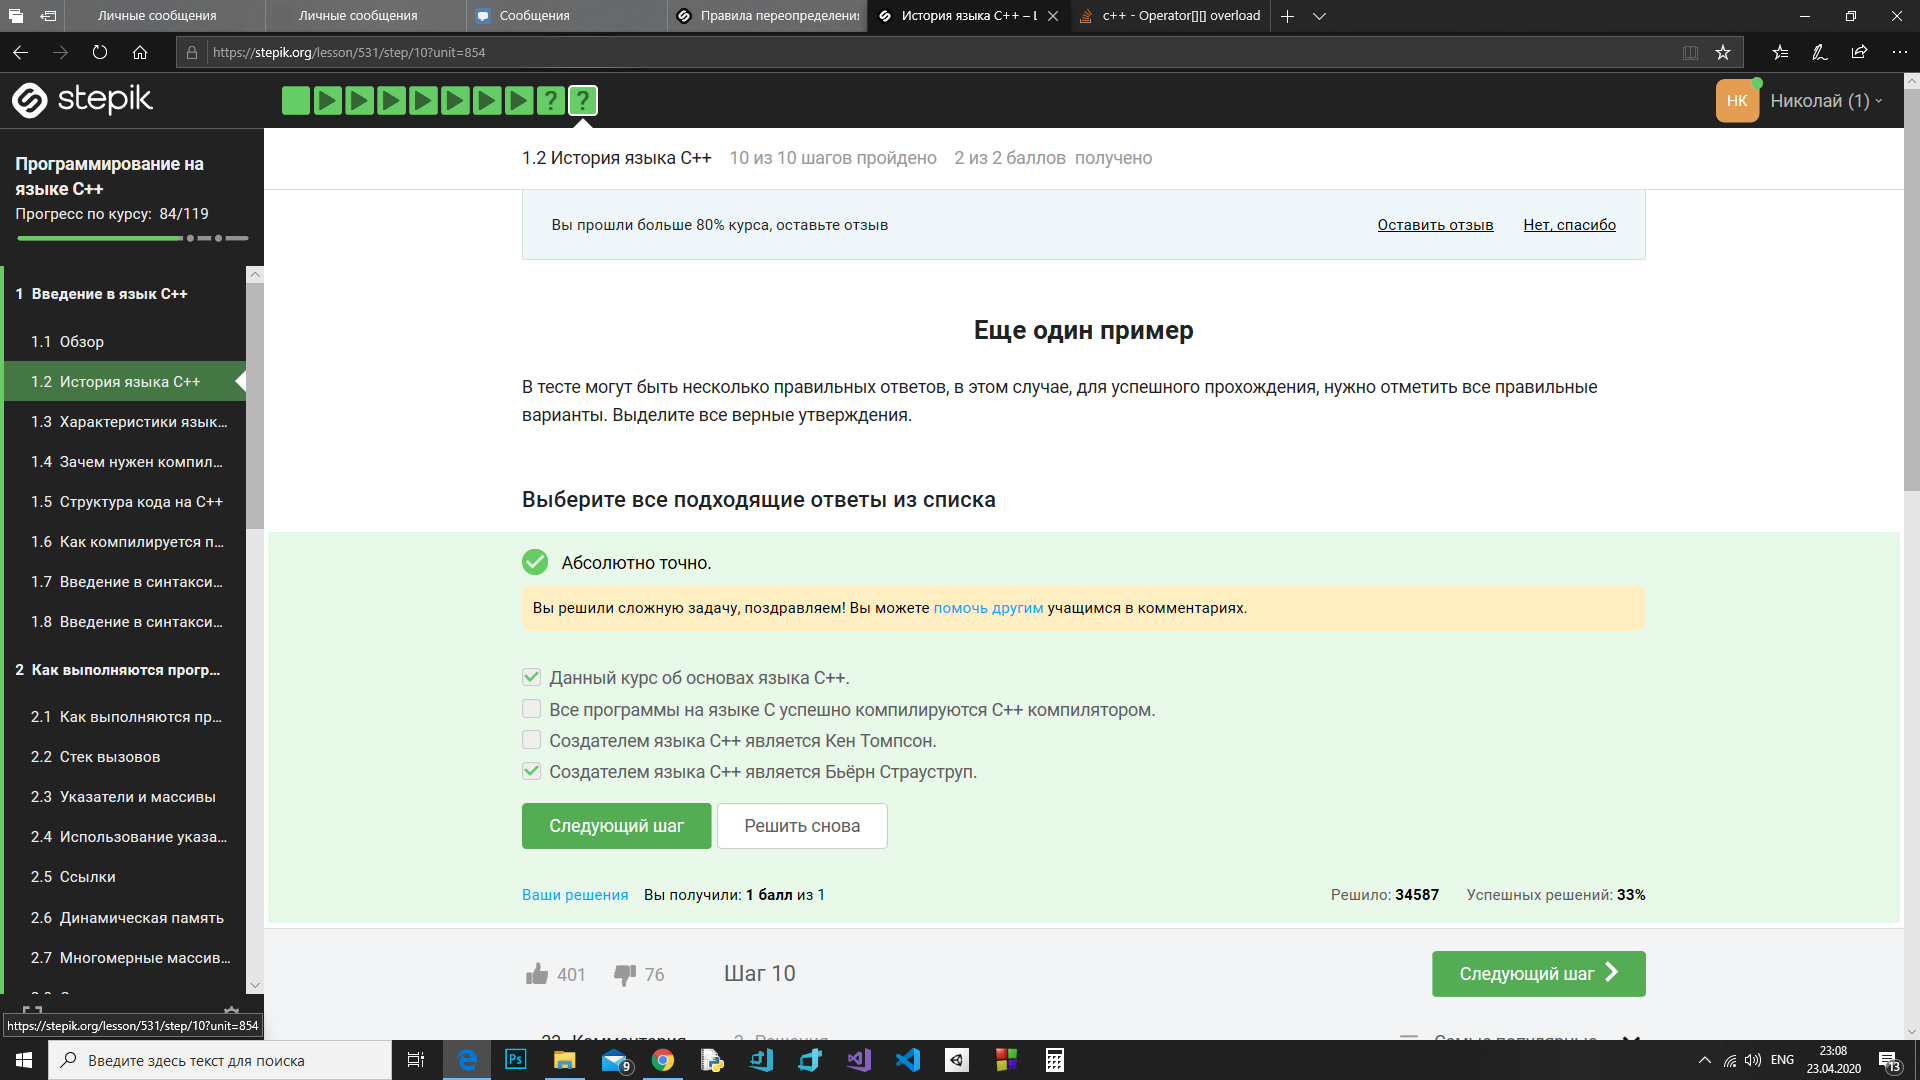 Личные сообщения
Личные сообщения
Сообщения
Правила переопределения
История языка C++ – L
c++ - Operator[][] overload
https://stepik.org/lesson/531/step/10?unit=854
stepik
? ?
НК
Николай (1)
Программирование на
языке C++
Прогресс по курсу: 84/119
1 Введение в язык C++
1.1 Обзор
1.2 История языка C++
1.3 Характеристики язык...
1.4 Зачем нужен компил...
1.5 Структура кода на C++
1.6 Как компилируется п...
1.7 Введение в синтакси...
1.8 Введение в синтакси...
2 Как выполняются прогр...
2.1 Как выполняются пр...
2.2 Стек вызовов
2.3 Указатели и массивы
2.4 Использование указа...
2.5 Ссылки
2.6 Динамическая память
2.7 Многомерные массив...
https://stepik.org/lesson/531/step/10?unit=854
1.2 История языка C++ 10 из 10 шагов пройдено 2 из 2 баллов получено
Вы прошли больше 80% курса, оставьте отзыв
Оставить отзыв
Нет, спасибо
Еще один пример
В тесте могут быть несколько правильных ответов, в этом случае, для успешного прохождения, нужно отметить все правильные
варианты. Выделите все верные утверждения.
Выберите все подходящие ответы из списка
Абсолютно точно.
Вы решили сложную задачу, поздравляем! Вы можете помочь другим учащимся в комментариях.
Данный курс об основах языка C++.
Все программы на языке C успешно компилируются C++ компилятором.
Создателем языка C++ является Кен Томпсон.
Создателем языка C++ является Бьёрн Страуструп.
Следующий шаг
Решить снова
Ваши решения Вы получили: 1 балл из 1
Решило: 34587 Успешных решений: 33%
401 76 Шаг 10
Следующий шаг
Введите здесь текст для поиска
Ps
9
ENG
23:08
23.04.2020
13